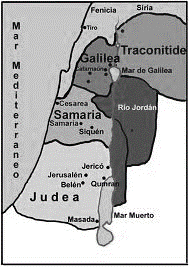 Fenicia
Siria
Tiro
Traconitide
Galilea
Mar de Galilea
Mar Mediterraneo
Cesarea
Samaria
Samaria
Siquén
Río Jordán
Jericó
Jerusalén
Belén
Qumran
Judea
Masada
Mar Muerto